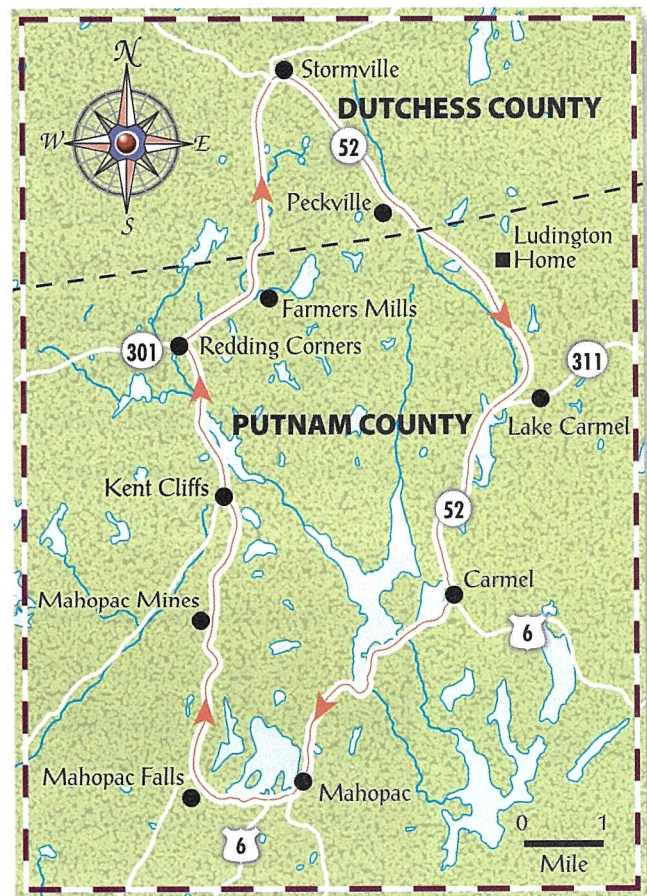 N
Stormville
DUTCHESS COUNTY
W
E
52
S
Peckville
Ludington
Home
Farmers Mills
301
Redding Corners
311
PUTNAM COUNTY
Lake Carmel
Kent Cliffs
52
Carmel
Mahopac Mines
6
Mahopac Falls
Mahopac
0 1
6
Mile